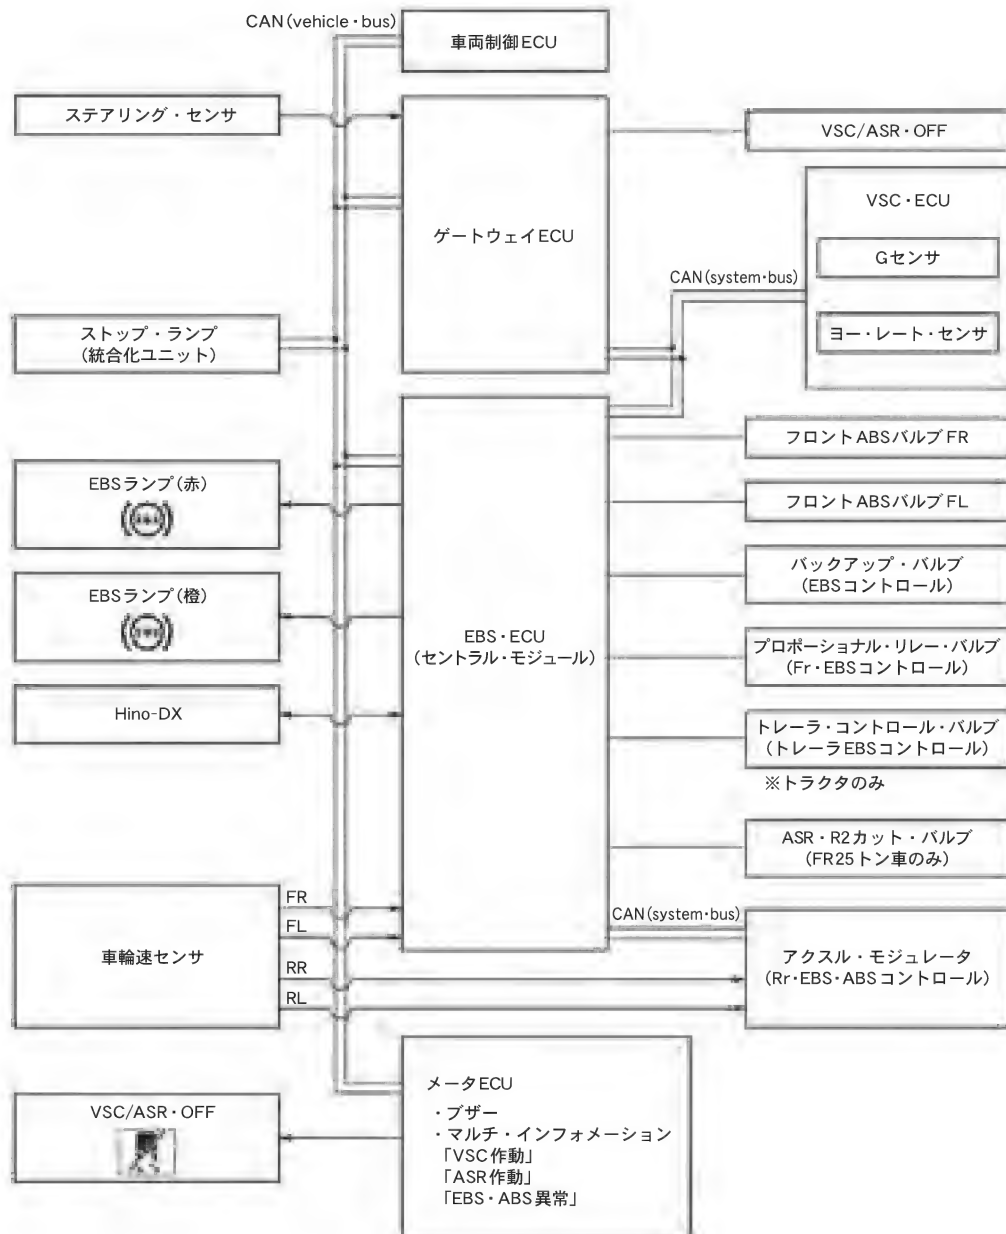 CAN(vehicle・bus)
車両制御ECU
ステアリング・センサ
VSC/ASR・OFF
ゲートウェイECU
VSC・ECU
Gセンサ
ヨー・レート・センサ
CAN(system・bus)
ストップ・ランプ
(統合化ユニット)
フロントABSバルブFR
フロントABSバルブFL
EBSランプ(赤)
バックアップ・バルブ
(EBSコントロール)
EBSランプ(橙)
EBS・ECU
(セントラル・モジュール)
プロポーショナル・リレー・バルブ
(Fr・EBSコントロール)
Hino-DX
トレーラ・コントロール・バルブ
(トレーラEBSコントロール)
※トラクタのみ
ASR・R2カット・バルブ
(FR25トン車のみ)
車輪速センサ
FR
FL
RR
RL
CAN(system・bus)
アクスル・モジュレータ
(Rr・EBS・ABSコントロール)
VSC/ASR・OFF
メータECU
・ブザー
・マルチ・インフォメーション
「VSC作動」
「ASR作動」
「EBS・ABS異常」